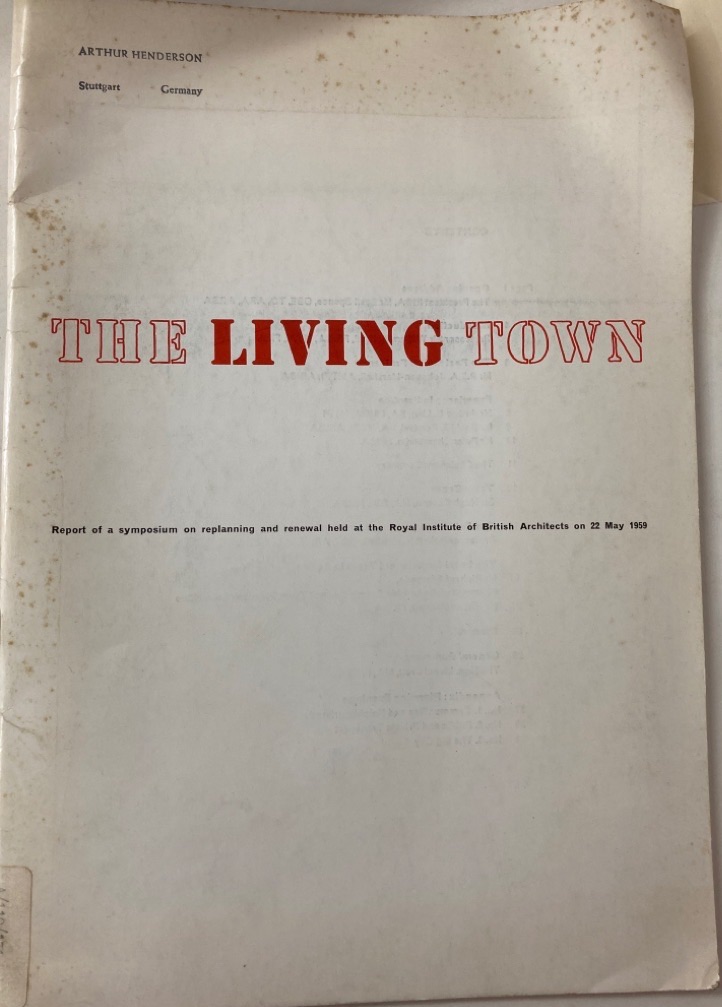 ARTHUR HENDERSON
Stuttgart Germany
THE LIVING TOWN
Report of a symposium on replanning and renewal held at the Royal Institute of British Architects on 22 May 1959